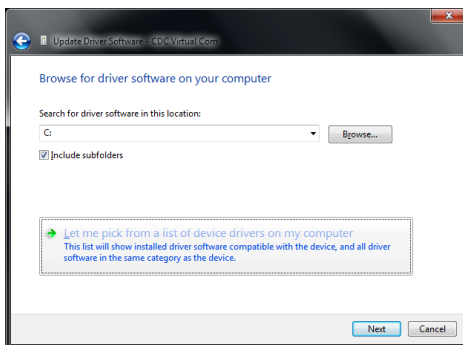 Update Driver Software - CDC Virtual Com
Browse for driver software on your computer
Search for driver software in this location:
C:
Browse...
Include subfolders
Let me pick from a list of device drivers on my computer
This list will show installed driver software compatible with the device, and all driver
software in the same category as the device.
Next
Cancel